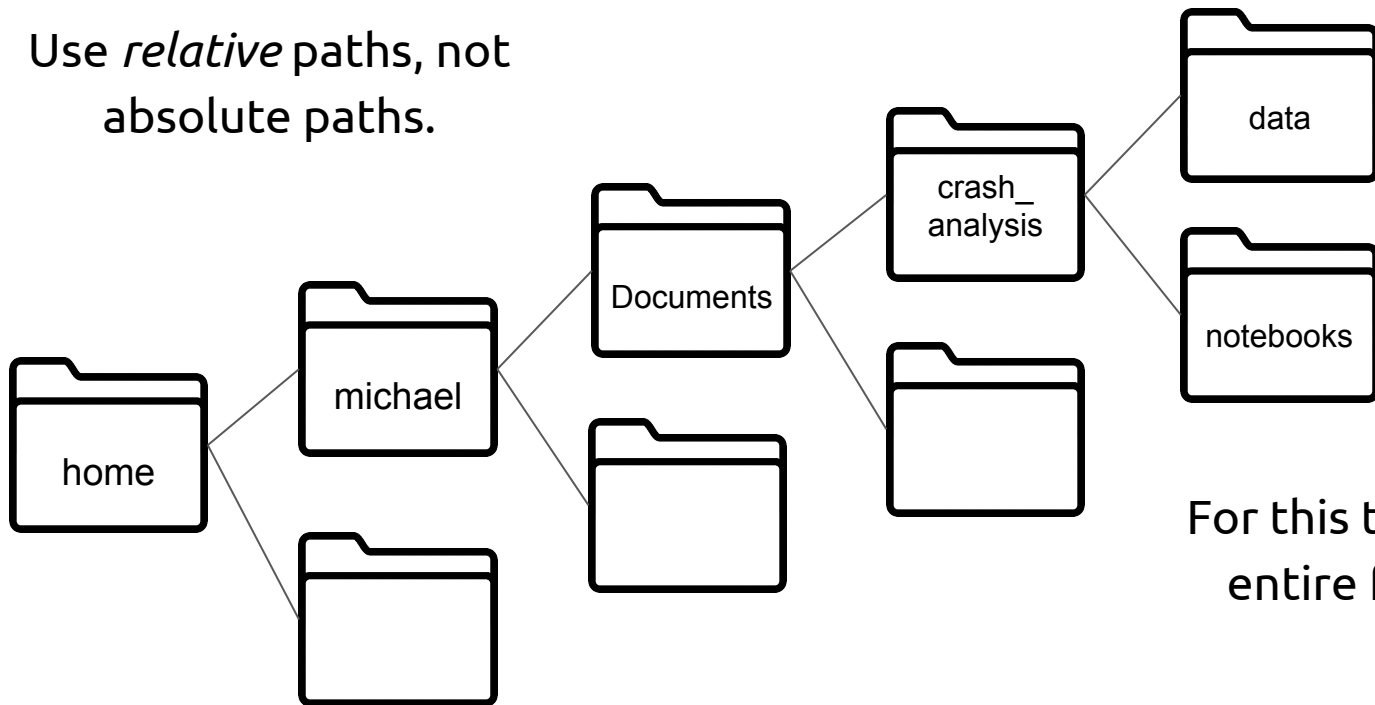 Use relative paths, not
absolute paths.
data
crash_
analysis
Documents
notebooks
michael
home
For this
entire